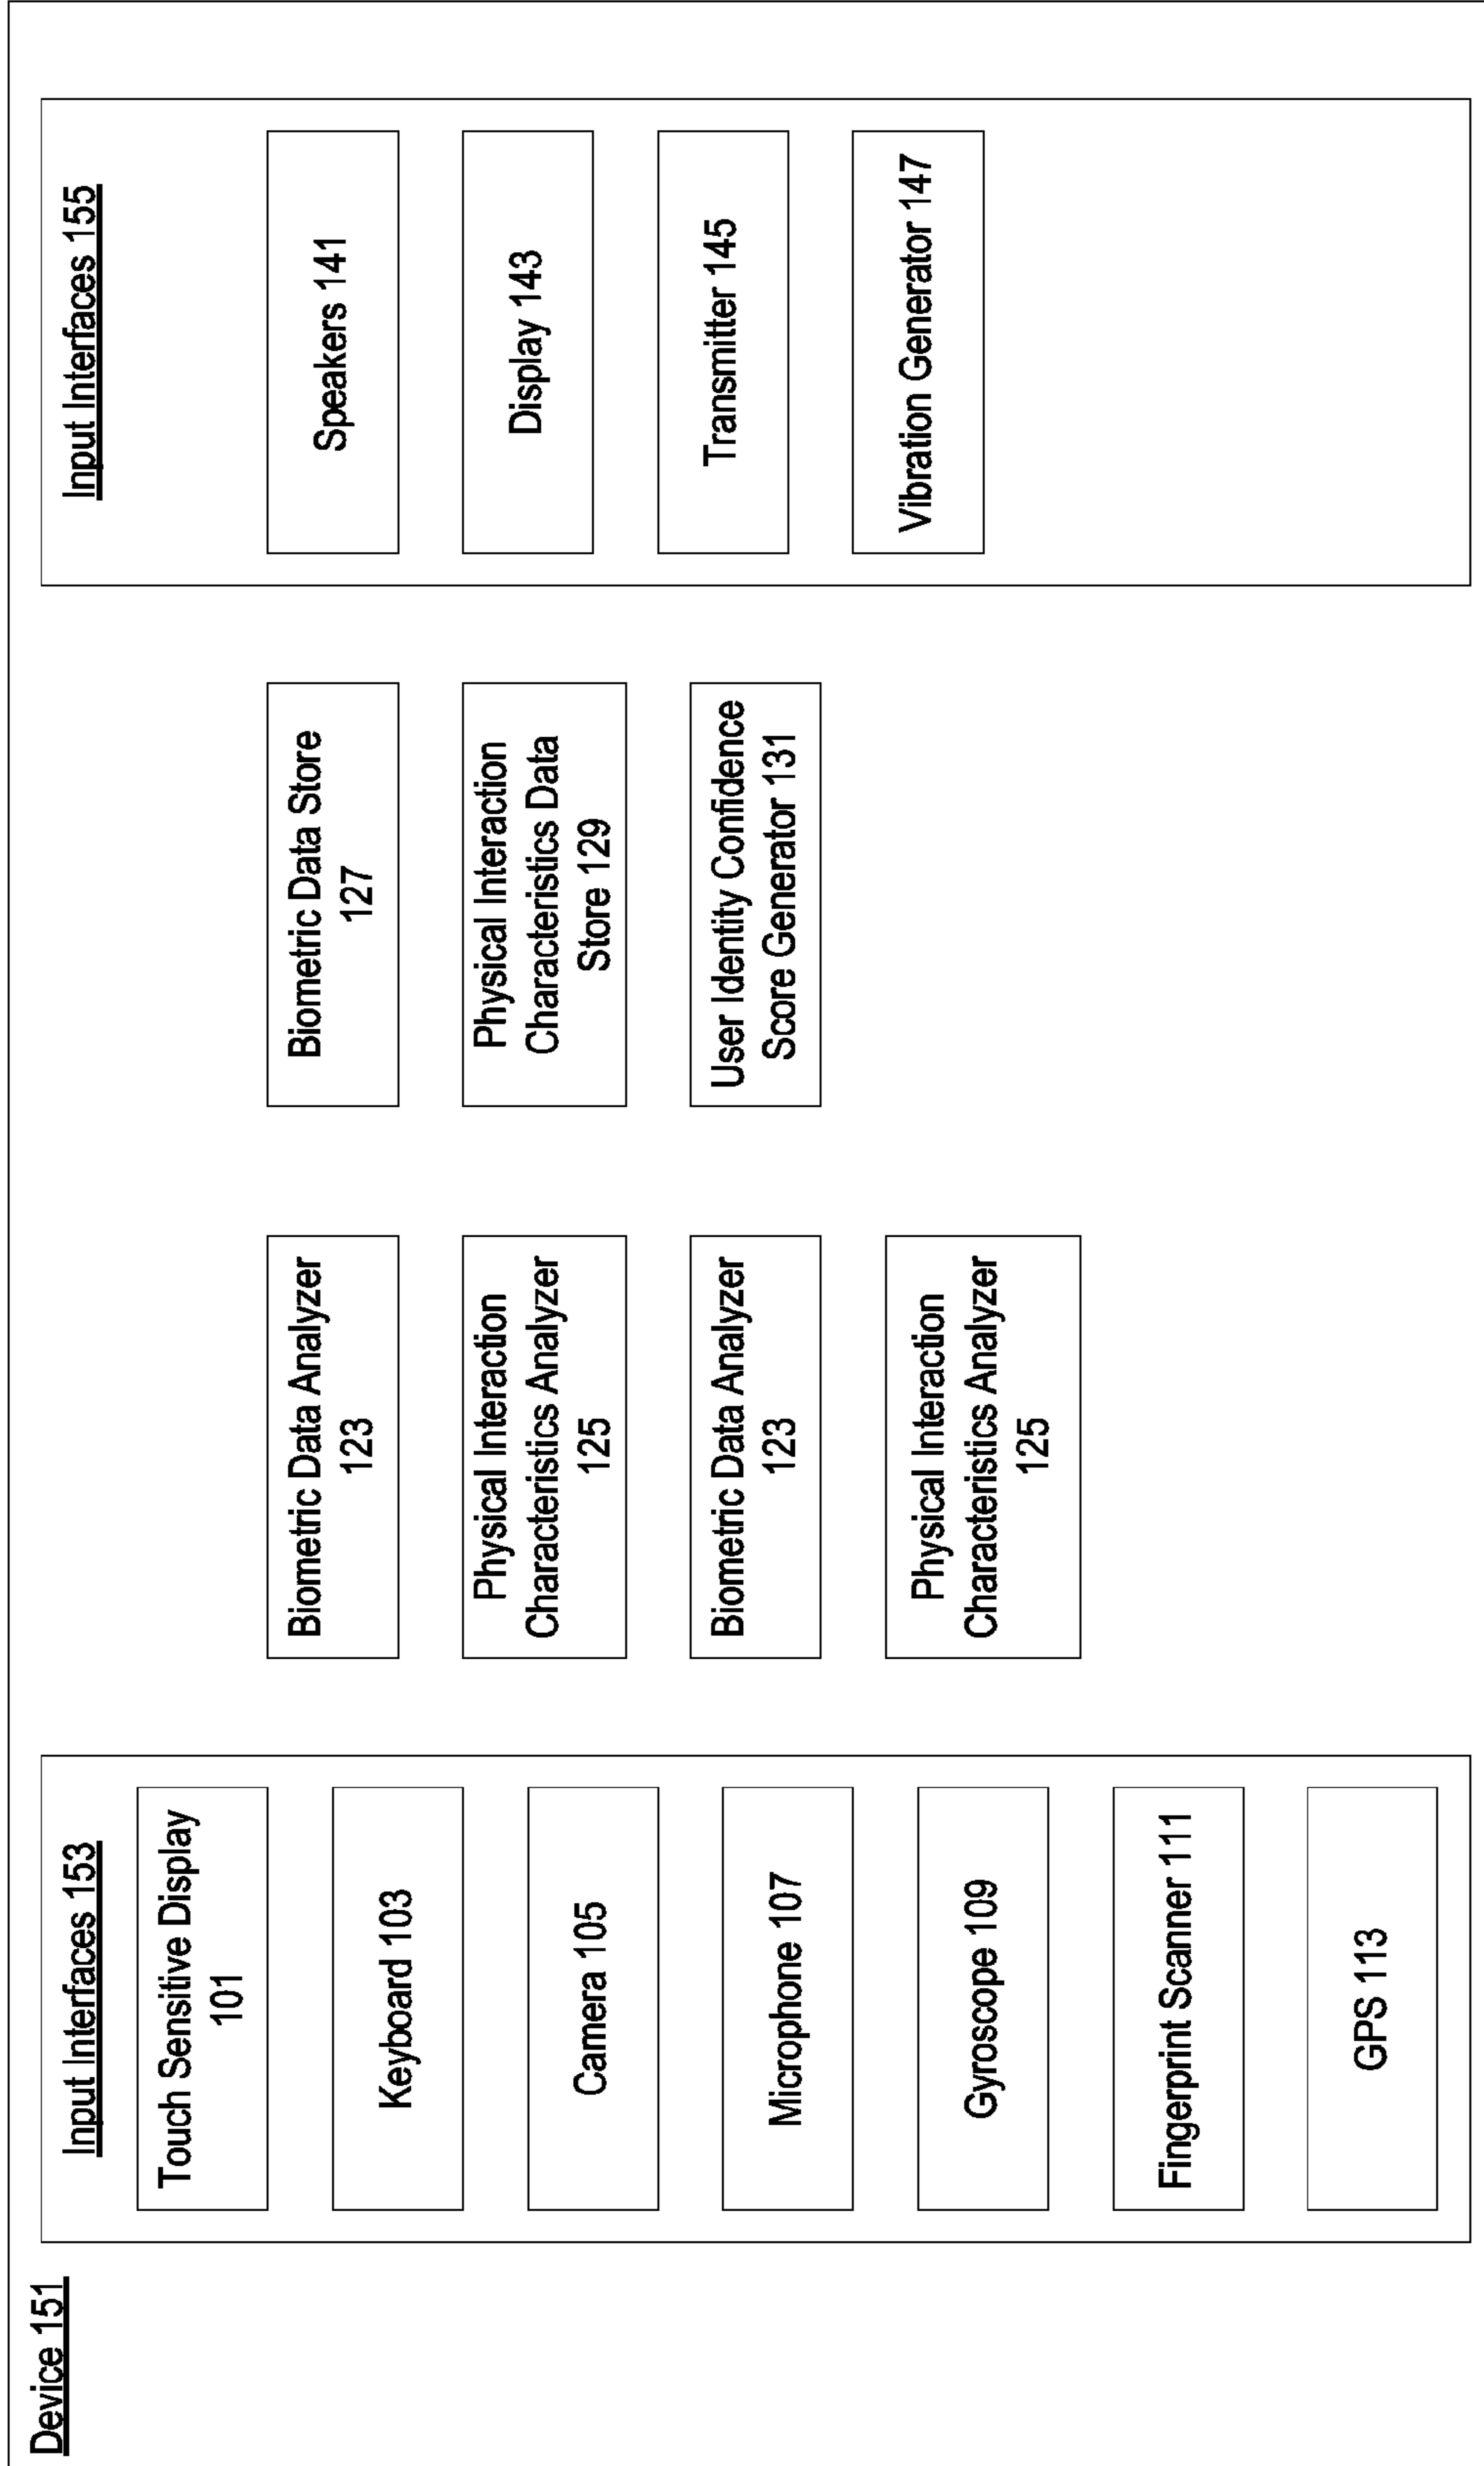 Device 151
Input Interfaces 153
Touch Sensitive Display
101
Keyboard 103
Camera 105
Microphone 107
Gyroscope 109
Fingerprint Scanner 111
GPS 113
Biometric Data Analyzer
123
Physical Interaction
Characteristics Analyzer
125
Biometric Data Analyzer
123
Physical Interaction
Characteristics Analyzer
125
Biometric Data Store
127
Physical Interaction
Characteristics Data
Store 129
User Identity Confidence
Score Generator 131
Input Interfaces 155
Speakers 141
Display 143
Transmitter 145
Vibration Generator 147